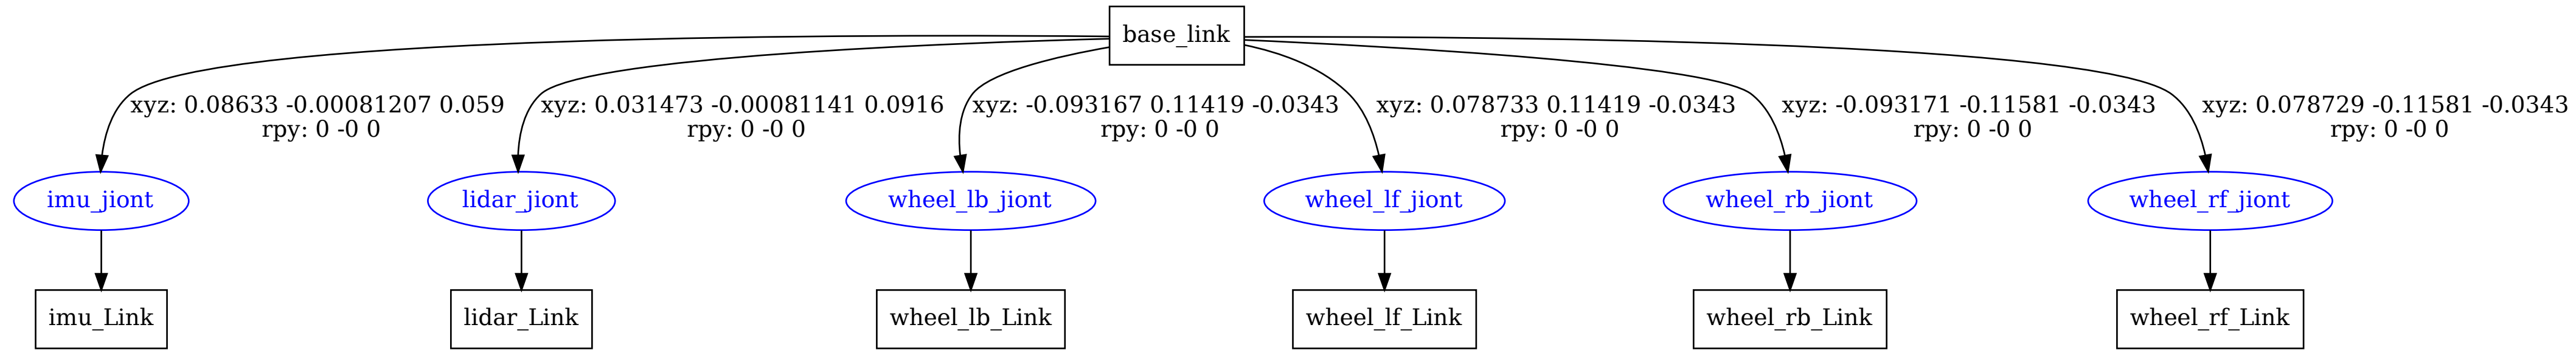 base_link
xyz: 0.08633 -0.00081207 0.059
rpy: 0 -0 0
xyz: 0.031473 -0.00081141 0.0916
rpy: 0 -0 0
xyz: -0.093167 0.11419 -0.0343
rpy: 0 -0 0
xyz: 0.078733 0.11419 -0.0343
rpy: 0 -0 0
xyz: -0.093171 -0.11581 -0.0343
rpy: 0 -0 0
xyz: 0.078729 -0.11581 -0.0343
rpy: 0 -0 0
imu_jiont
lidar_jiont
wheel_lb_jiont
wheel_lf_jiont
wheel_rb_jiont
wheel_rf_jiont
imu_Link
lidar_Link
wheel_lb_Link
wheel_lf_Link
wheel_rb_Link
wheel_rf_Link